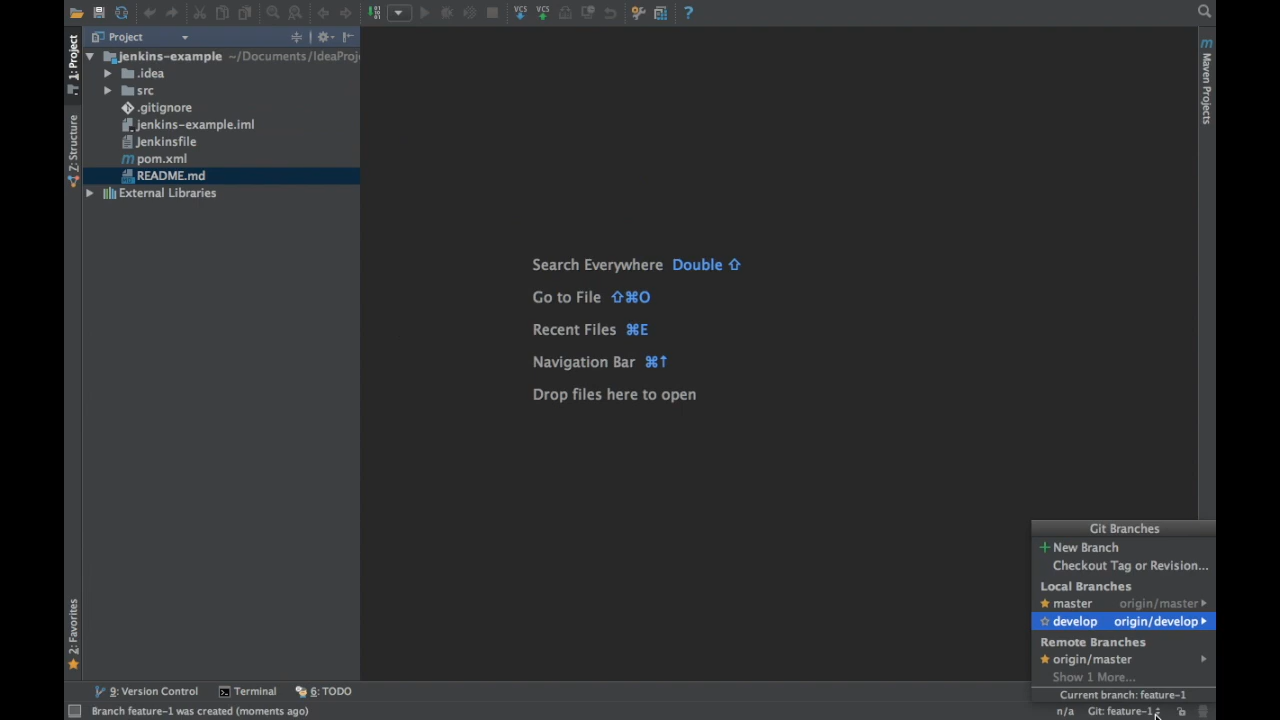 Project
1: Project
jenkins-example ~/Documents/IdeaProj
.idea
src
.gitignore
jenkins-example.iml
Jenkinsfile
pom.xml
README.md
External Libraries
Z: Structure
2: Favorites
Maven Projects
Search Everywhere Double ⇧
Go to File ⇧⌘O
Recent Files ⌘E
Navigation Bar ⌘↑
Drop files here to open
Git Branches
New Branch
Checkout Tag or Revision...
Local Branches
master origin/master
develop origin/develop
Remote Branches
origin/master
Show 1 More...
Current branch: feature-1
9: Version Control Terminal 6: TODO
Branch feature-1 was created (moments ago) n/a Git: feature-1